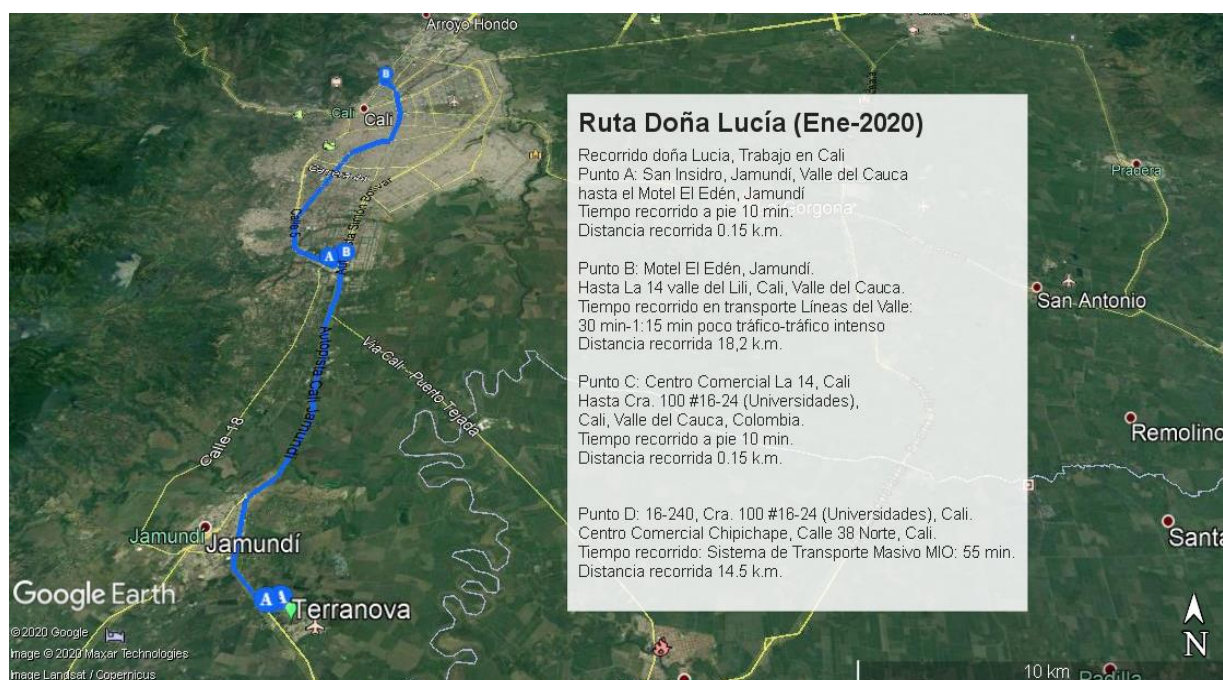 Arroyo Hondo
B
Cali
Cali
Calle 5
A
B
Autopista Cali Jamundí
Vía Cali - Puerto Tejada
Calle 18
Jamundí
Jamundí
A
Terranova
Google Earth
© 2020 Google
Image © 2020 Maxar Technologies
Image Landsat / Copernicus
Ruta Doña Lucía (Ene-2020)
Recorrido doña Lucia, Trabajo en Cali
Punto A: San Insidro, Jamundí, Valle del Cauca
hasta el Motel El Edén, Jamundí
Tiempo recorrido a pie 10 min.
Distancia recorrida 0.15 k.m.
Punto B: Motel El Edén, Jamundí.
Hasta La 14 valle del Lili, Cali, Valle del Cauca.
Tiempo recorrido en transporte Líneas del Valle:
30 min-1:15 min poco tráfico-tráfico intenso
Distancia recorrida 18,2 k.m.
Punto C: Centro Comercial La 14, Cali
Hasta Cra. 100 #16-24 (Universidades),
Cali, Valle del Cauca, Colombia.
Tiempo recorrido a pie 10 min.
Distancia recorrida 0.15 k.m.
Punto D: 16-240, Cra. 100 #16-24 (Universidades), Cali.
Centro Comercial Chipichape, Calle 38 Norte, Cali.
Tiempo recorrido: Sistema de Transporte Masivo MIO: 55 min.
Distancia recorrida 14.5 k.m.
Pradera
San Antonio
Remolino
Santa
N
10 km
Padilla